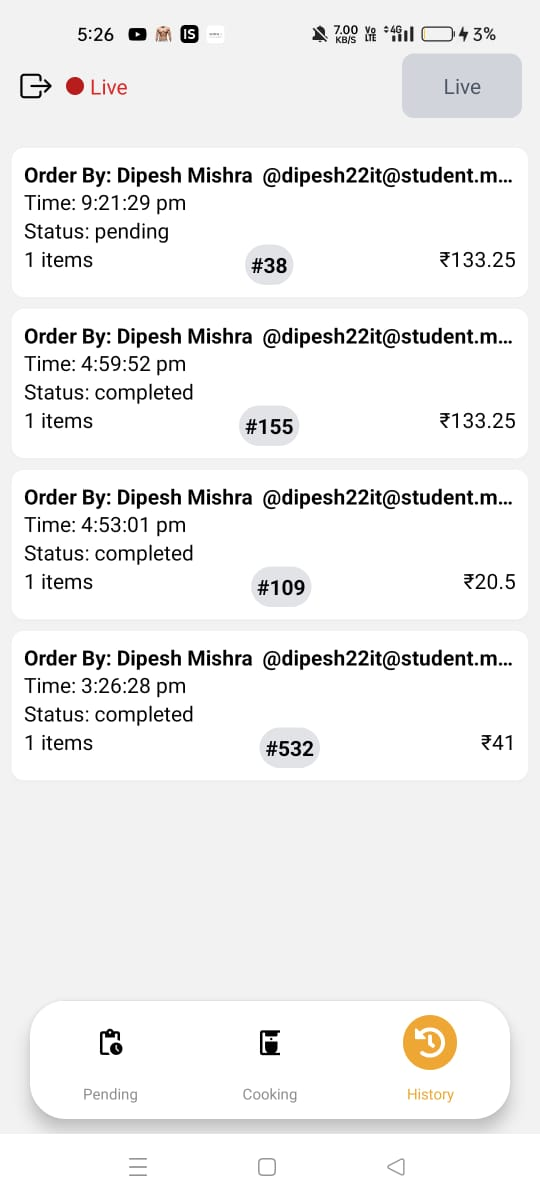 5:26 IS 7.00 KB/S Vo LTE 4G 3%
Live
Live
Order By: Dipesh Mishra @dipesh22it@student.m...
Time: 9:21:29 pm
Status: pending
1 items #38 ₹133.25
Order By: Dipesh Mishra @dipesh22it@student.m...
Time: 4:59:52 pm
Status: completed
1 items #155 ₹133.25
Order By: Dipesh Mishra @dipesh22it@student.m...
Time: 4:53:01 pm
Status: completed
1 items #109 ₹20.5
Order By: Dipesh Mishra @dipesh22it@student.m...
Time: 3:26:28 pm
Status: completed
1 items #532 ₹41
Pending Cooking History